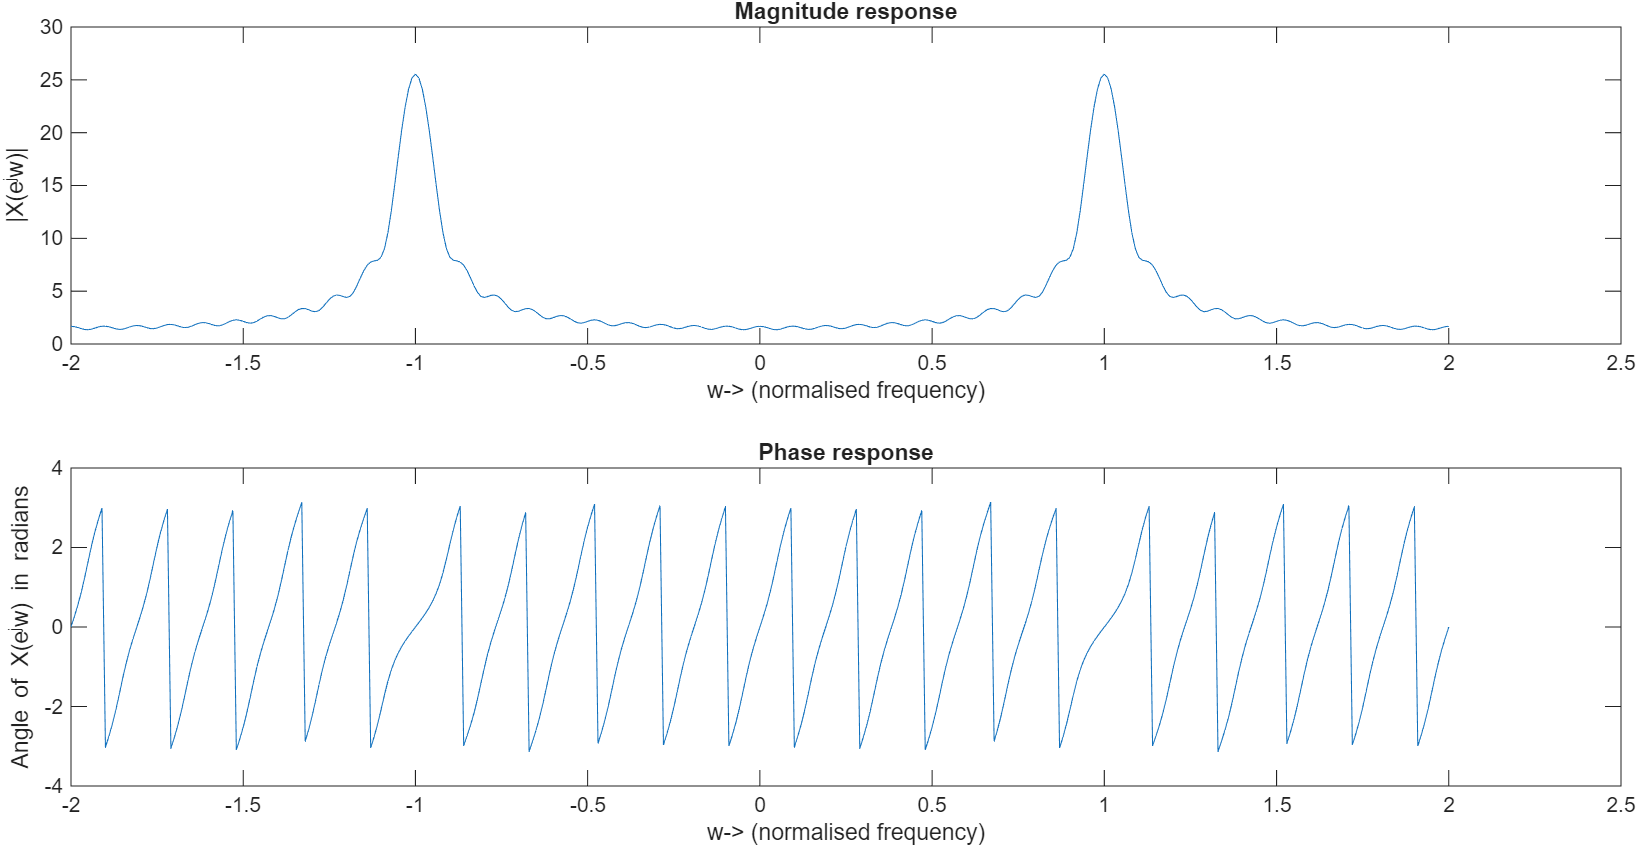 Magnitude response
30
25
20
15
10
5
0
|X(eʲw)|
-2 -1.5 -1 -0.5 0 0.5 1 1.5 2 2.5
w-> (normalised frequency)
Phase response
4
2
0
-2
-4
Angle of X(eʲw) in radians
-2 -1.5 -1 -0.5 0 0.5 1 1.5 2 2.5
w-> (normalised frequency)